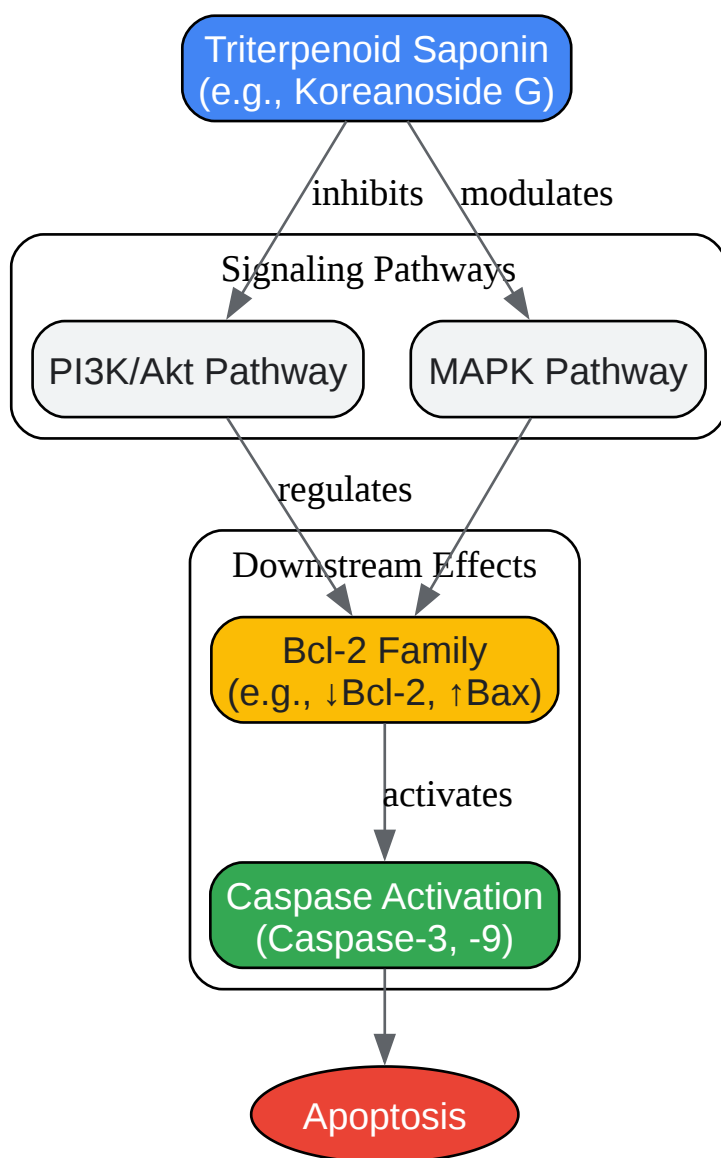 Triterpenoid Saponin
(e.g., Koreanoside G)
inhibits
modulates
Signaling Pathways
PI3K/Akt Pathway
MAPK Pathway
regulates
Downstream Effects
Bcl-2 Family
(e.g., ↓Bcl-2, ↑Bax)
activates
Caspase Activation
(Caspase-3, -9)
Apoptosis